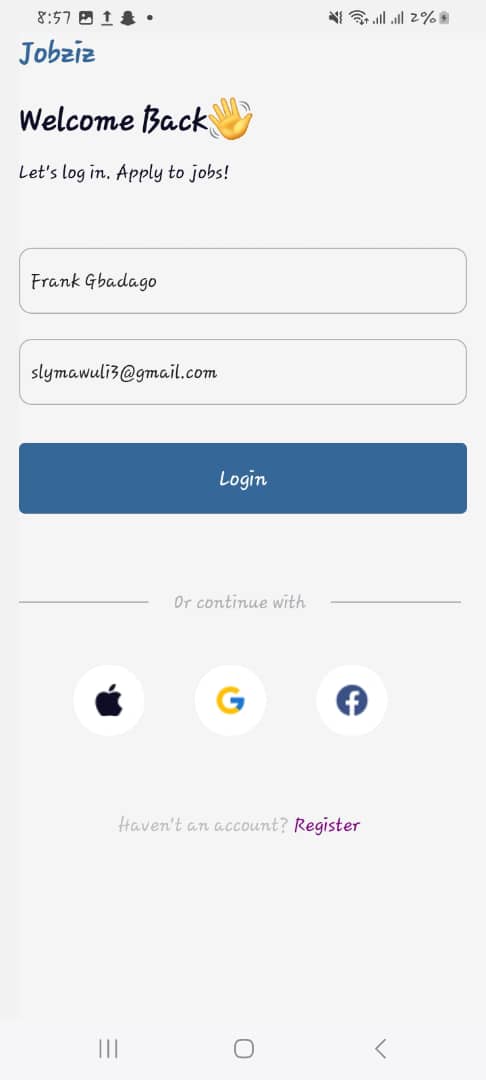 8:57
2%
Jobziz
Welcome Back👋
Let's log in. Apply to jobs!
Frank Gbadago
slymawuli3@gmail.com
Login
Or continue with
Haven't an account? Register